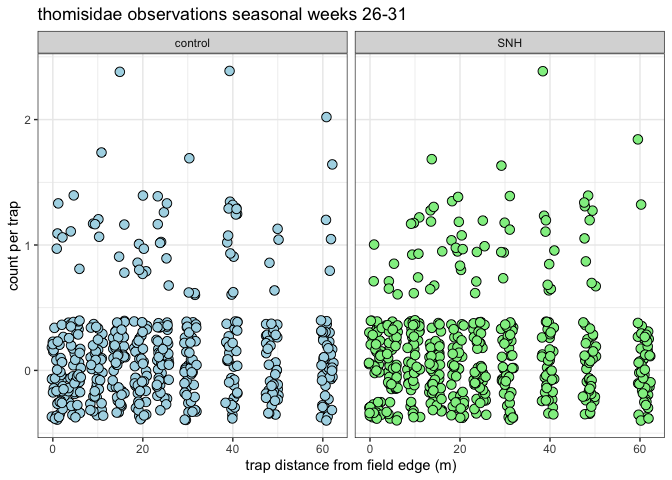 thomisidae observations seasonal weeks 26-31
control
SNH
count per trap
2
1
0
0
20
40
60
0
20
40
60
trap distance from field edge (m)